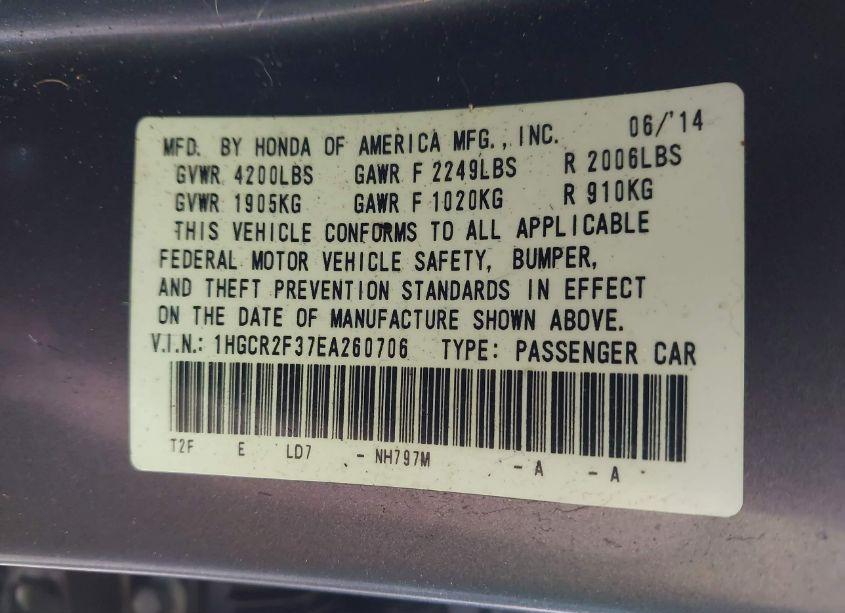 MFD. BY HONDA OF AMERICA MFG., INC. 06/'14
GVWR 4200LBS GAWR F 2249LBS R 2006LBS
GVWR 1905KG GAWR F 1020KG R 910KG
THIS VEHICLE CONFORMS TO ALL APPLICABLE
FEDERAL MOTOR VEHICLE SAFETY, BUMPER,
AND THEFT PREVENTION STANDARDS IN EFFECT
ON THE DATE OF MANUFACTURE SHOWN ABOVE.
V.I.N.: 1HGCR2F37EA260706 TYPE: PASSENGER CAR
T2F E LD7 - NH797M - A - A